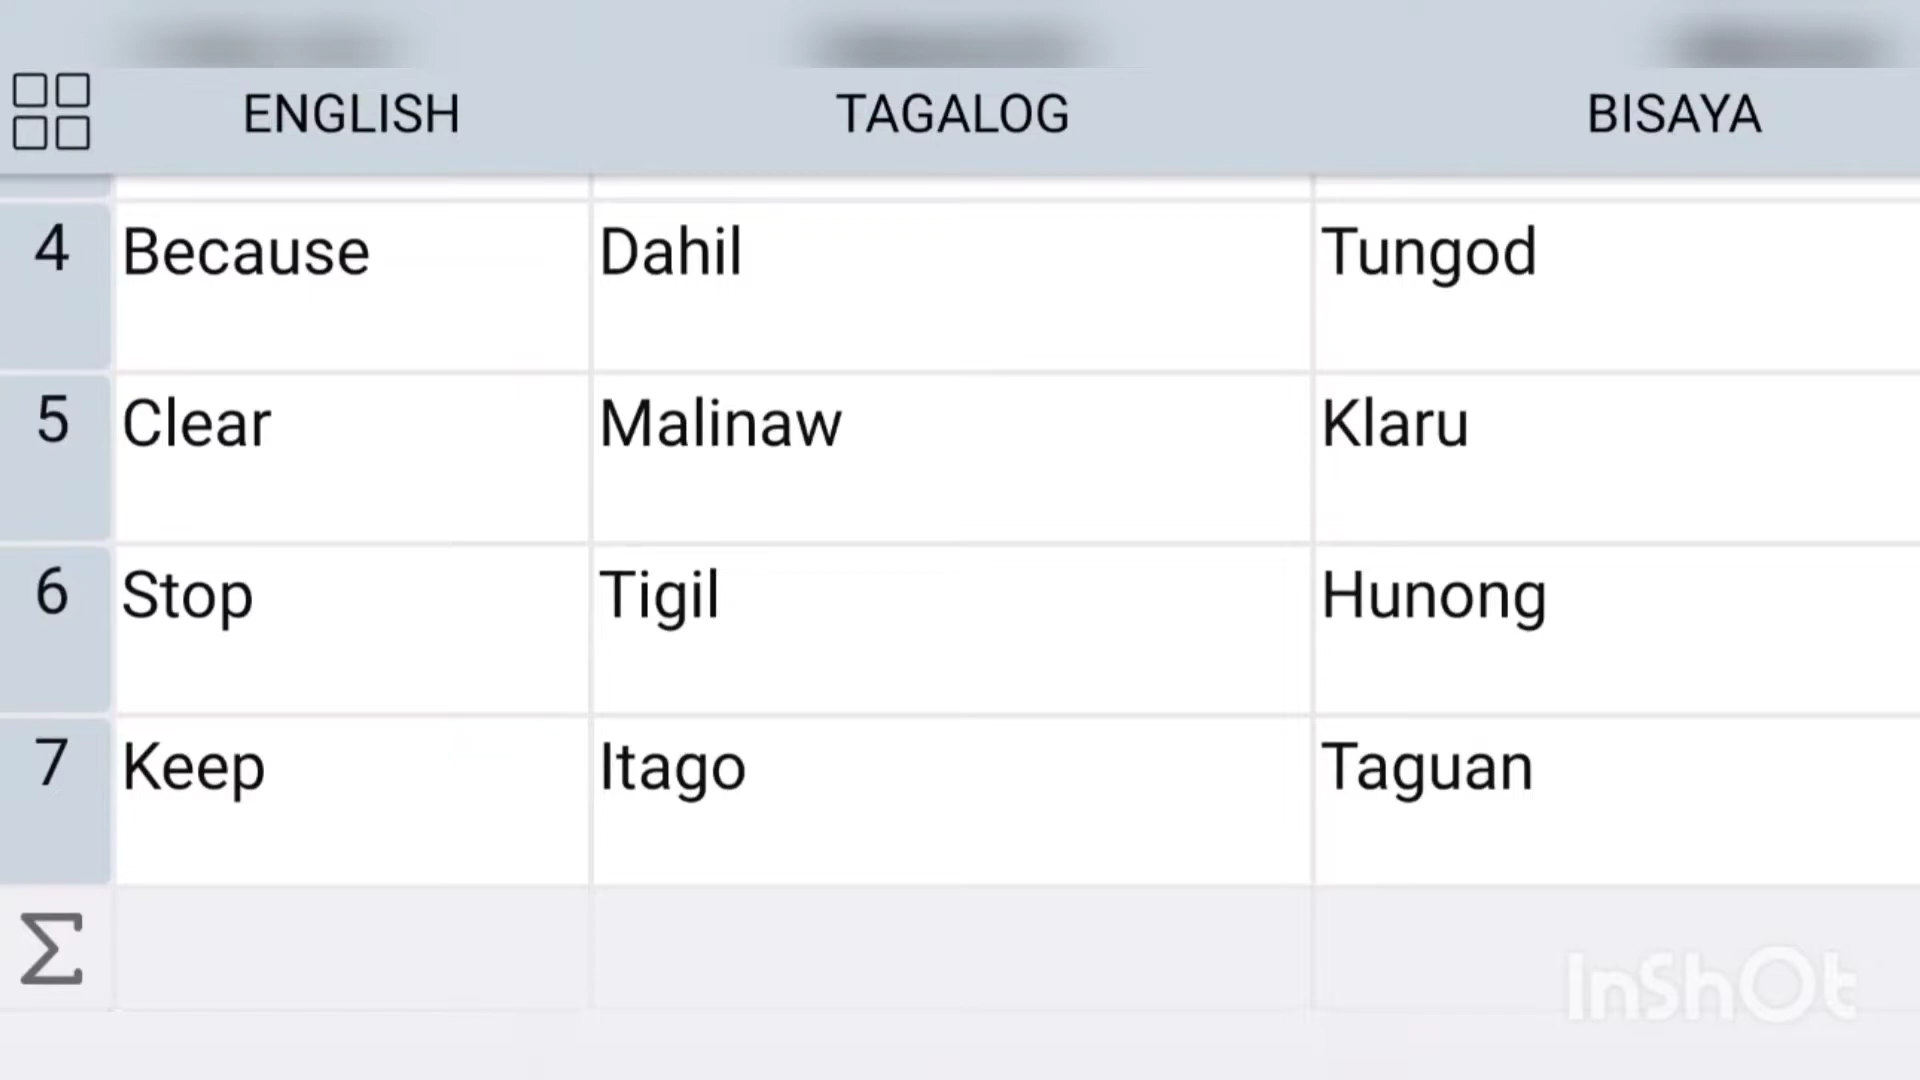 ENGLISH TAGALOG BISAYA
4 Because Dahil Tungod
5 Clear Malinaw Klaru
6 Stop Tigil Hunong
7 Keep Itago Taguan
Σ
InShOt